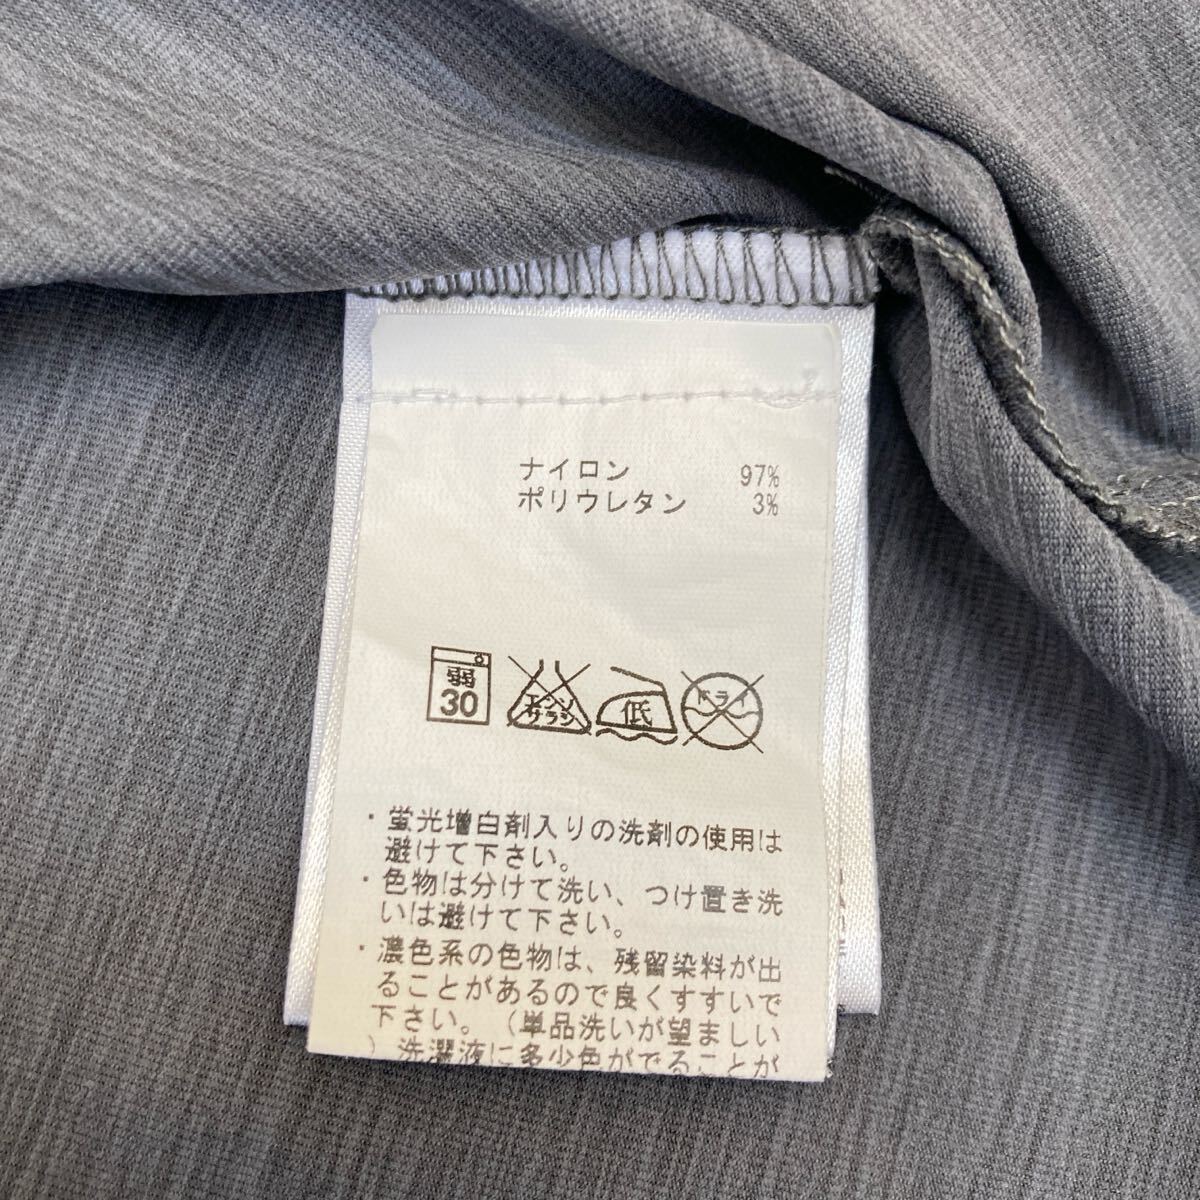 ナイロン 97%
ポリウレタン 3%
弱
30
エンソ
サラシ
低
ドライ
・蛍光増白剤入りの洗剤の使用は
避けて下さい。
・色物は分けて洗い、つけ置き洗
いは避けて下さい。
・濃色系の色物は、残留染料が出
ることがあるので良くすすいで
下さい。（単品洗いが望ましい
）洗濯液に多少色がでることが